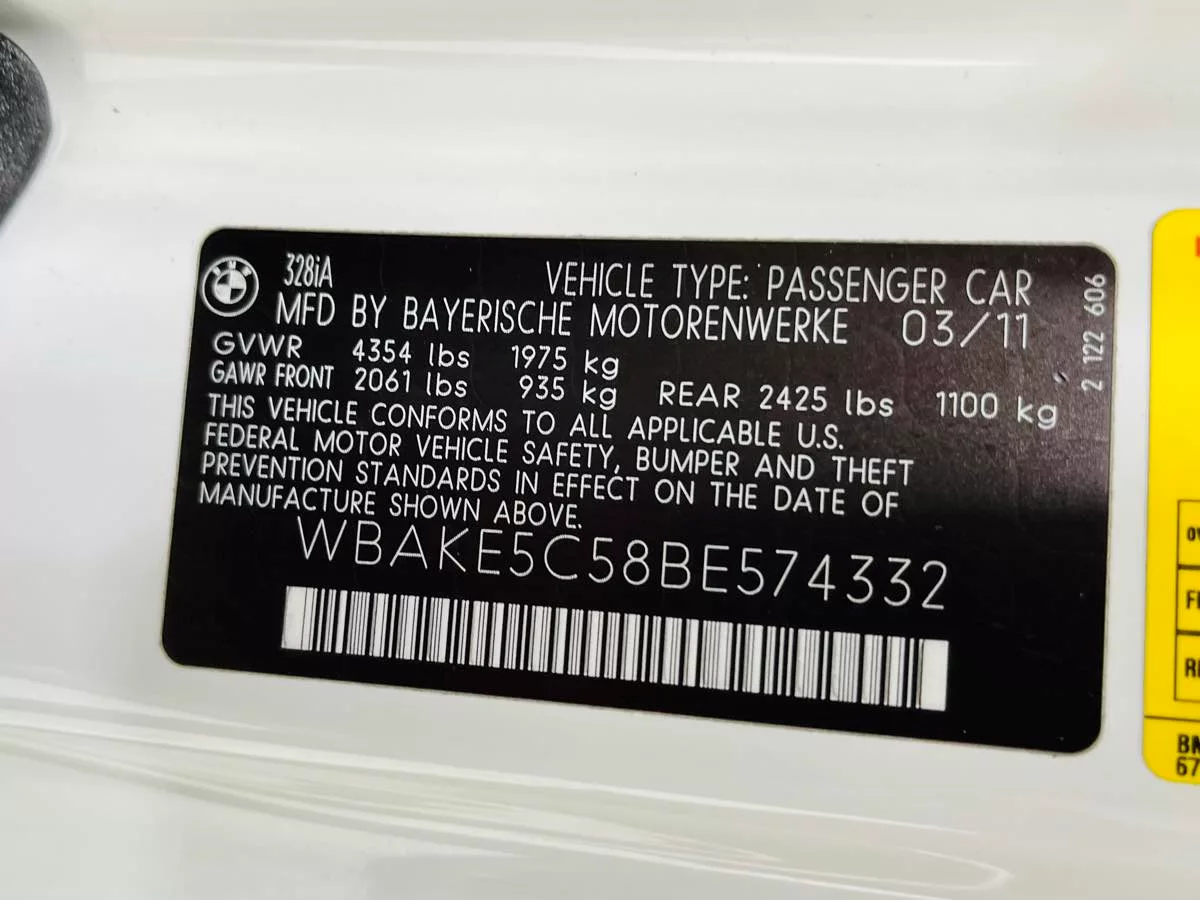 BMW
328iA
VEHICLE TYPE: PASSENGER CAR
MFD BY BAYERISCHE MOTORENWERKE 03/11
GVWR 4354 lbs 1975 kg
GAWR FRONT 2061 lbs 935 kg REAR 2425 lbs 1100 kg
THIS VEHICLE CONFORMS TO ALL APPLICABLE U.S.
FEDERAL MOTOR VEHICLE SAFETY, BUMPER AND THEFT
PREVENTION STANDARDS IN EFFECT ON THE DATE OF
MANUFACTURE SHOWN ABOVE.
WBAKE5C58BE574332
2 122 606